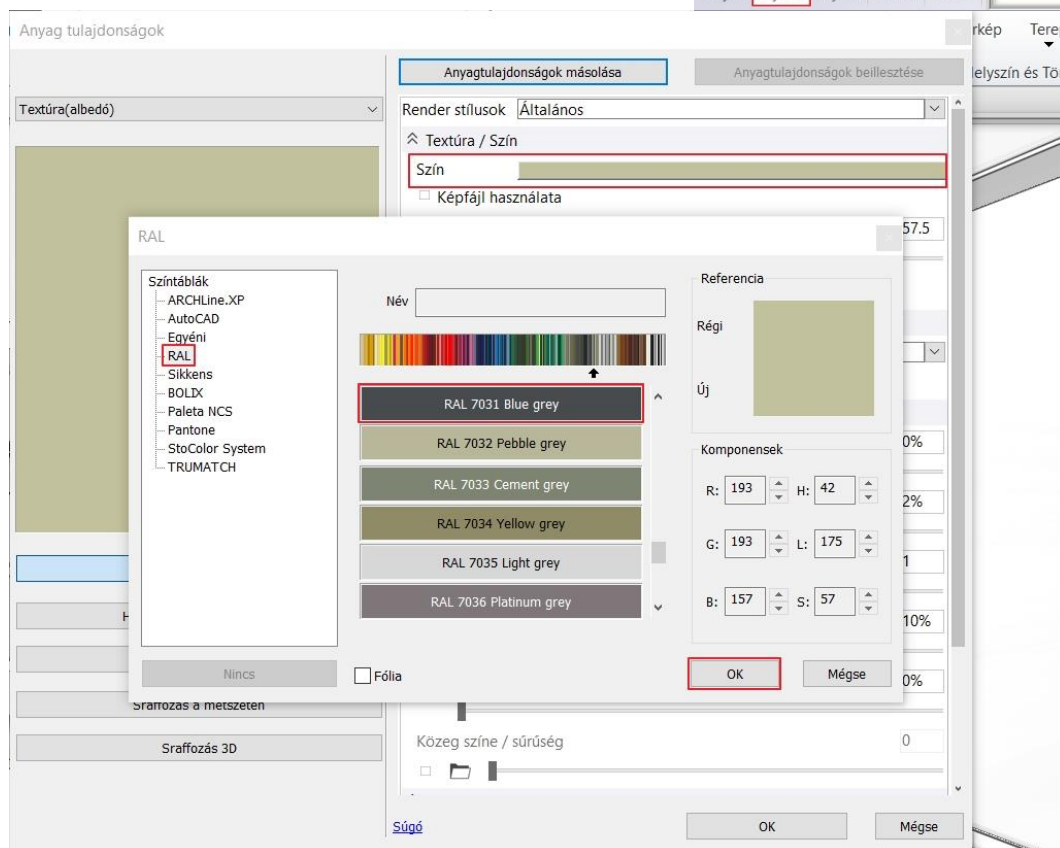 Anyag tulajdonságok
rkép Tere
Anyagtulajdonságok másolása Anyagtulajdonságok beillesztése
elyszín és Tö
Textúra(albedó)
Render stílusok Általános
Textúra / Szín
Szín
Képfájl használata
57.5
RAL
Színtáblák
ARCHLine.XP
AutoCAD
Egyéni
RAL
Sikkens
BOLIX
Paleta NCS
Pantone
StoColor System
TRUMATCH
Nincs
Név
RAL 7031 Blue grey
RAL 7032 Pebble grey
RAL 7033 Cement grey
RAL 7034 Yellow grey
RAL 7035 Light grey
RAL 7036 Platinum grey
Fólia
Referencia
Régi
Új
Komponensek
R: 193 H: 42
G: 193 L: 175
B: 157 S: 57
OK Mégse
0%
2%
1
10%
0%
H
Sraffozás a metszeten
Sraffozás 3D
Közeg színe / sűrűség 0
Súgó
OK Mégse